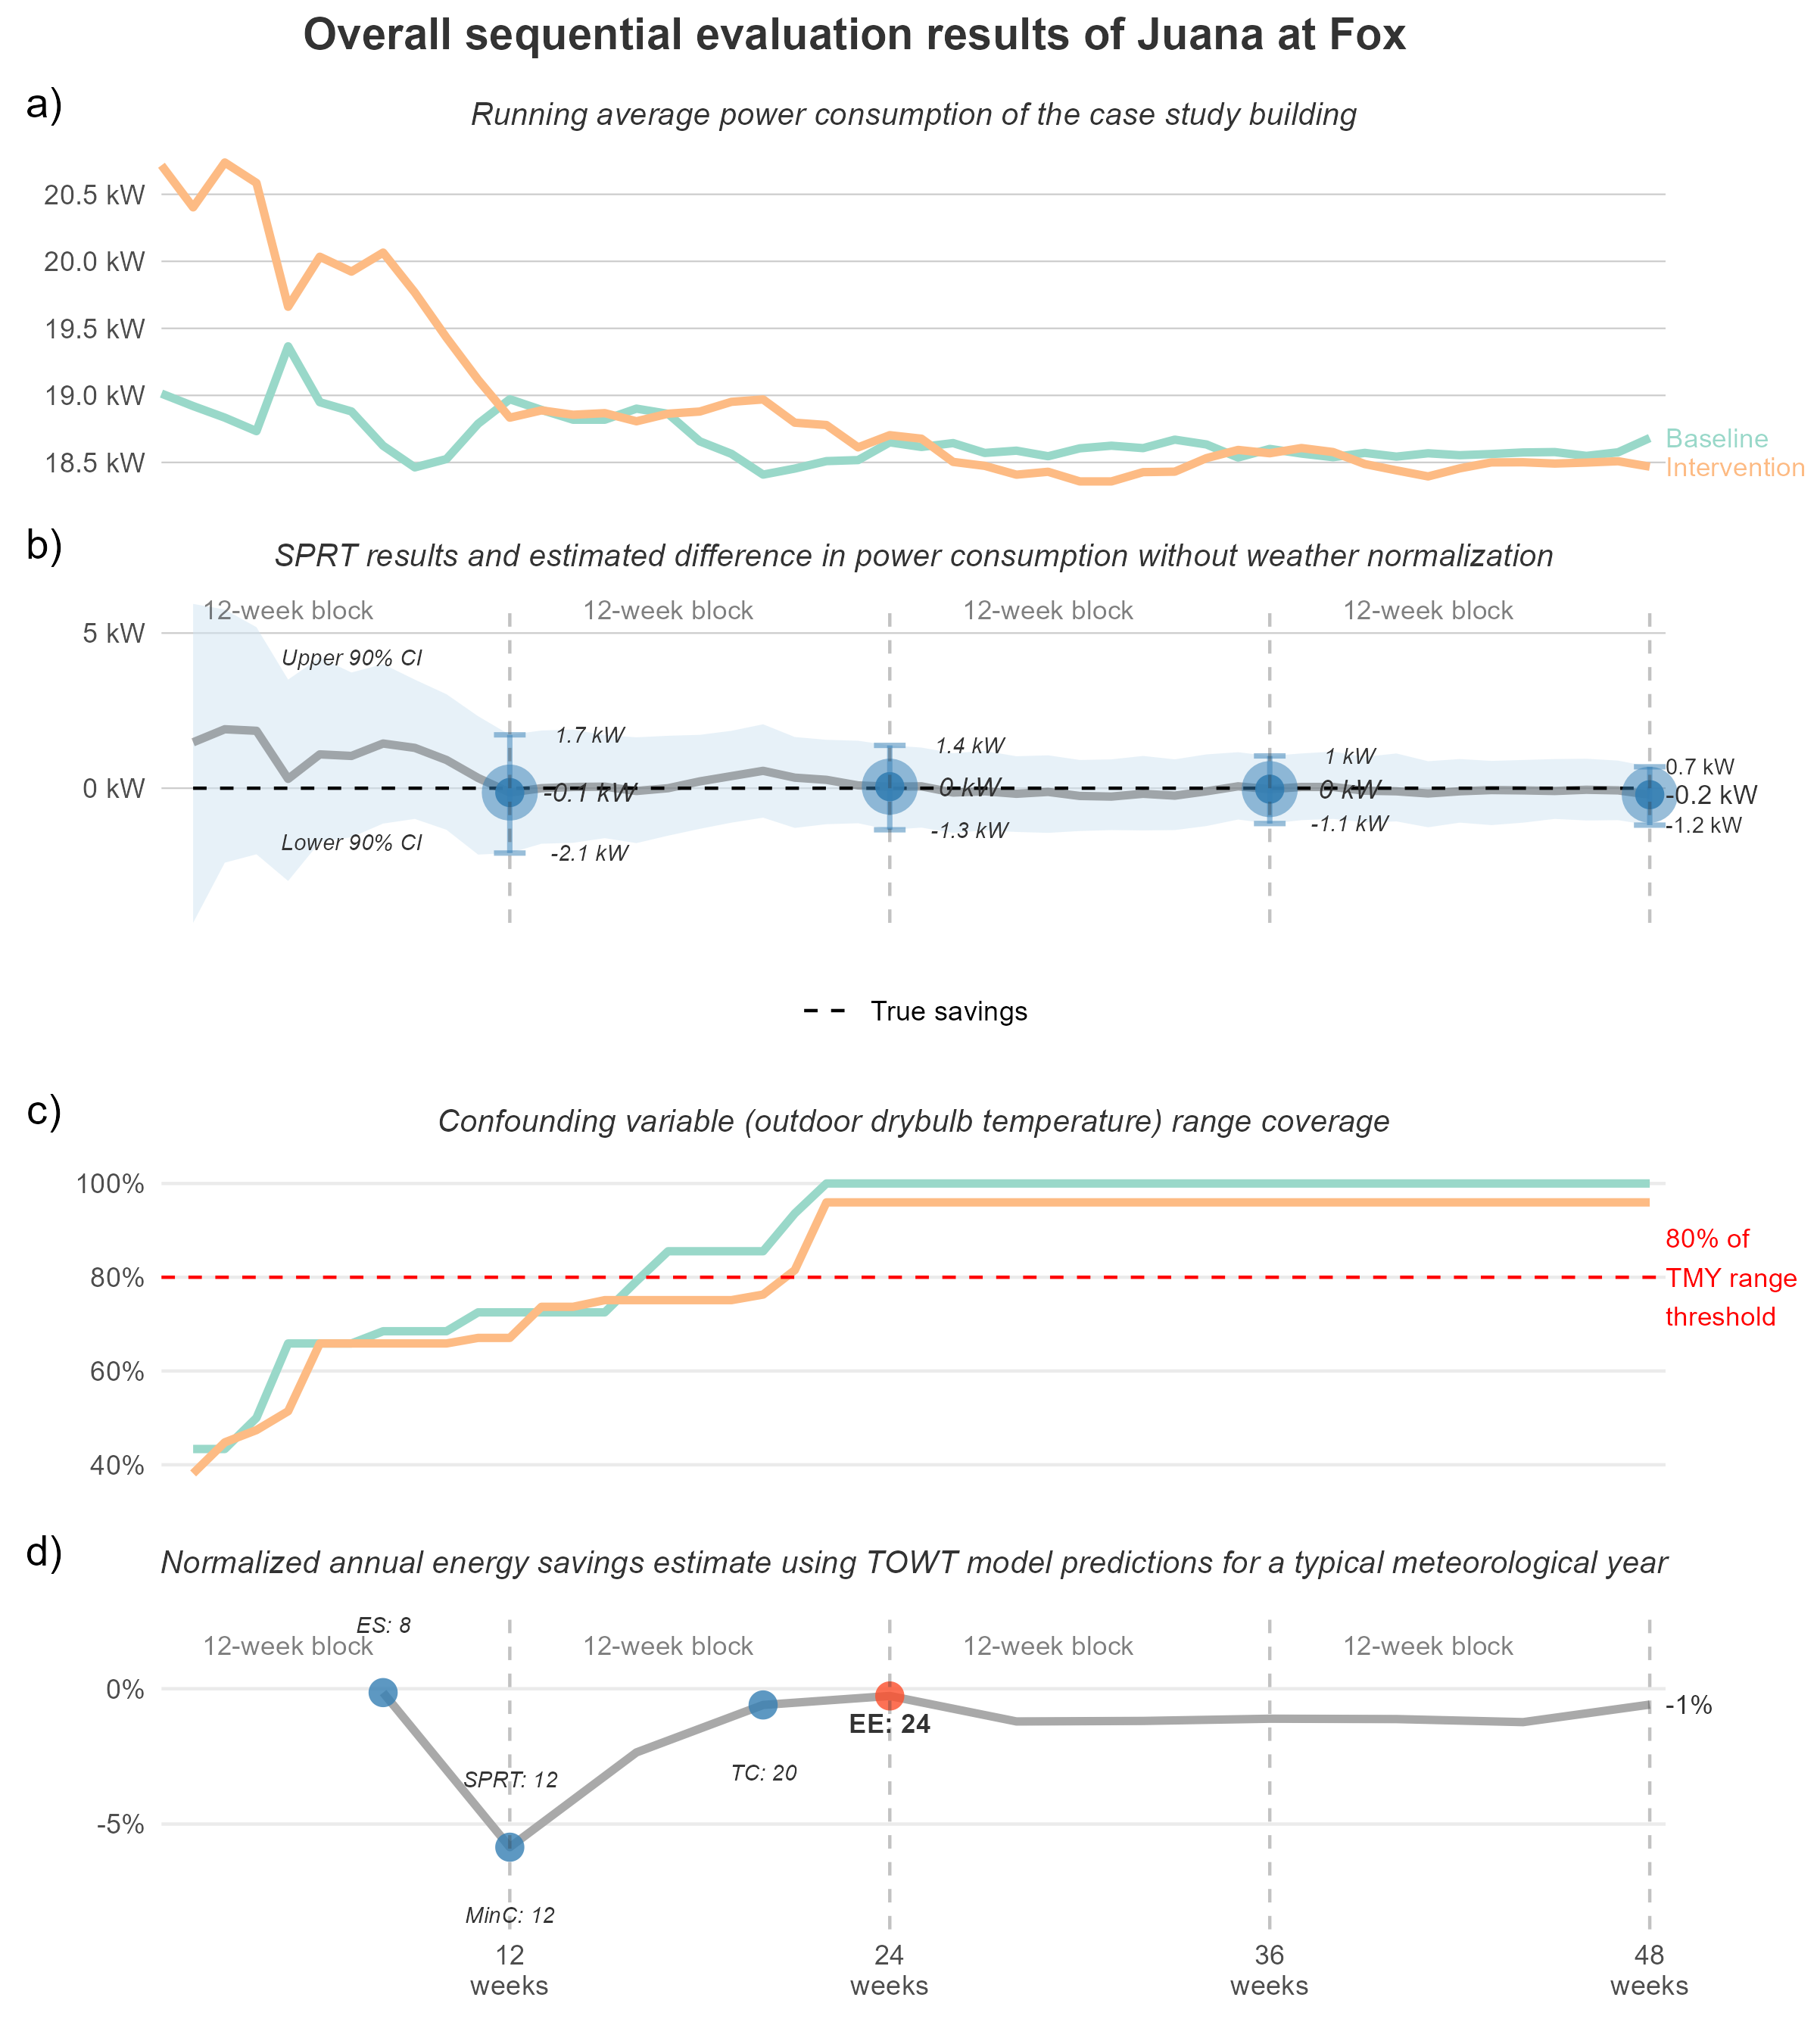 Overall sequential evaluation results of Juana at Fox
a)
Running average power consumption of the case study building
20.5 kW
20.0 kW
19.5 kW
19.0 kW
18.5 kW
Baseline
Intervention
b)
SPRT results and estimated difference in power consumption without weather normalization
12-week block
12-week block
12-week block
12-week block
5 kW
0 kW
Upper 90% CI
Lower 90% CI
1.7 kW
-0.1 kW
-2.1 kW
1.4 kW
0 kW
-1.3 kW
1 kW
0 kW
-1.1 kW
0.7 kW
-0.2 kW
-1.2 kW
True savings
c)
Confounding variable (outdoor drybulb temperature) range coverage
100%
80%
60%
40%
80% of
TMY range
threshold
d)
Normalized annual energy savings estimate using TOWT model predictions for a typical meteorological year
ES: 8
12-week block
12-week block
12-week block
12-week block
0%
-5%
SPRT: 12
MinC: 12
TC: 20
EE: 24
-1%
12
weeks
24
weeks
36
weeks
48
weeks